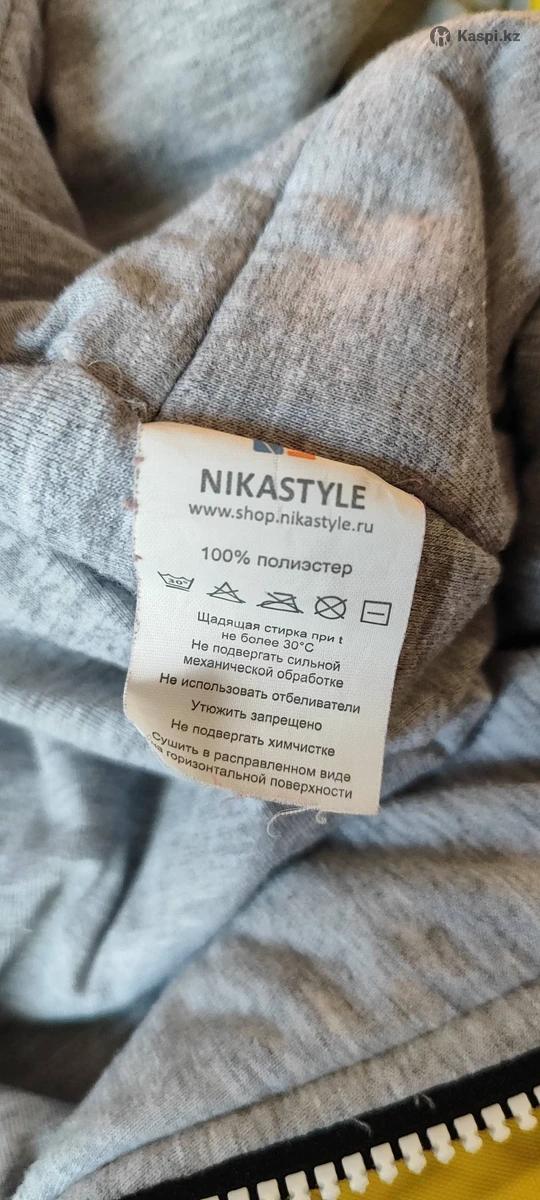 Kaspi.kz
NIKASTYLE
www.shop.nikastyle.ru
100% полиэстер
30°
Щадящая стирка при t
не более 30°C
Не подвергать сильной
механической обработке
Не использовать отбеливатели
Утюжить запрещено
Не подвергать химчистке
Сушить в расправленном виде
на горизонтальной поверхности